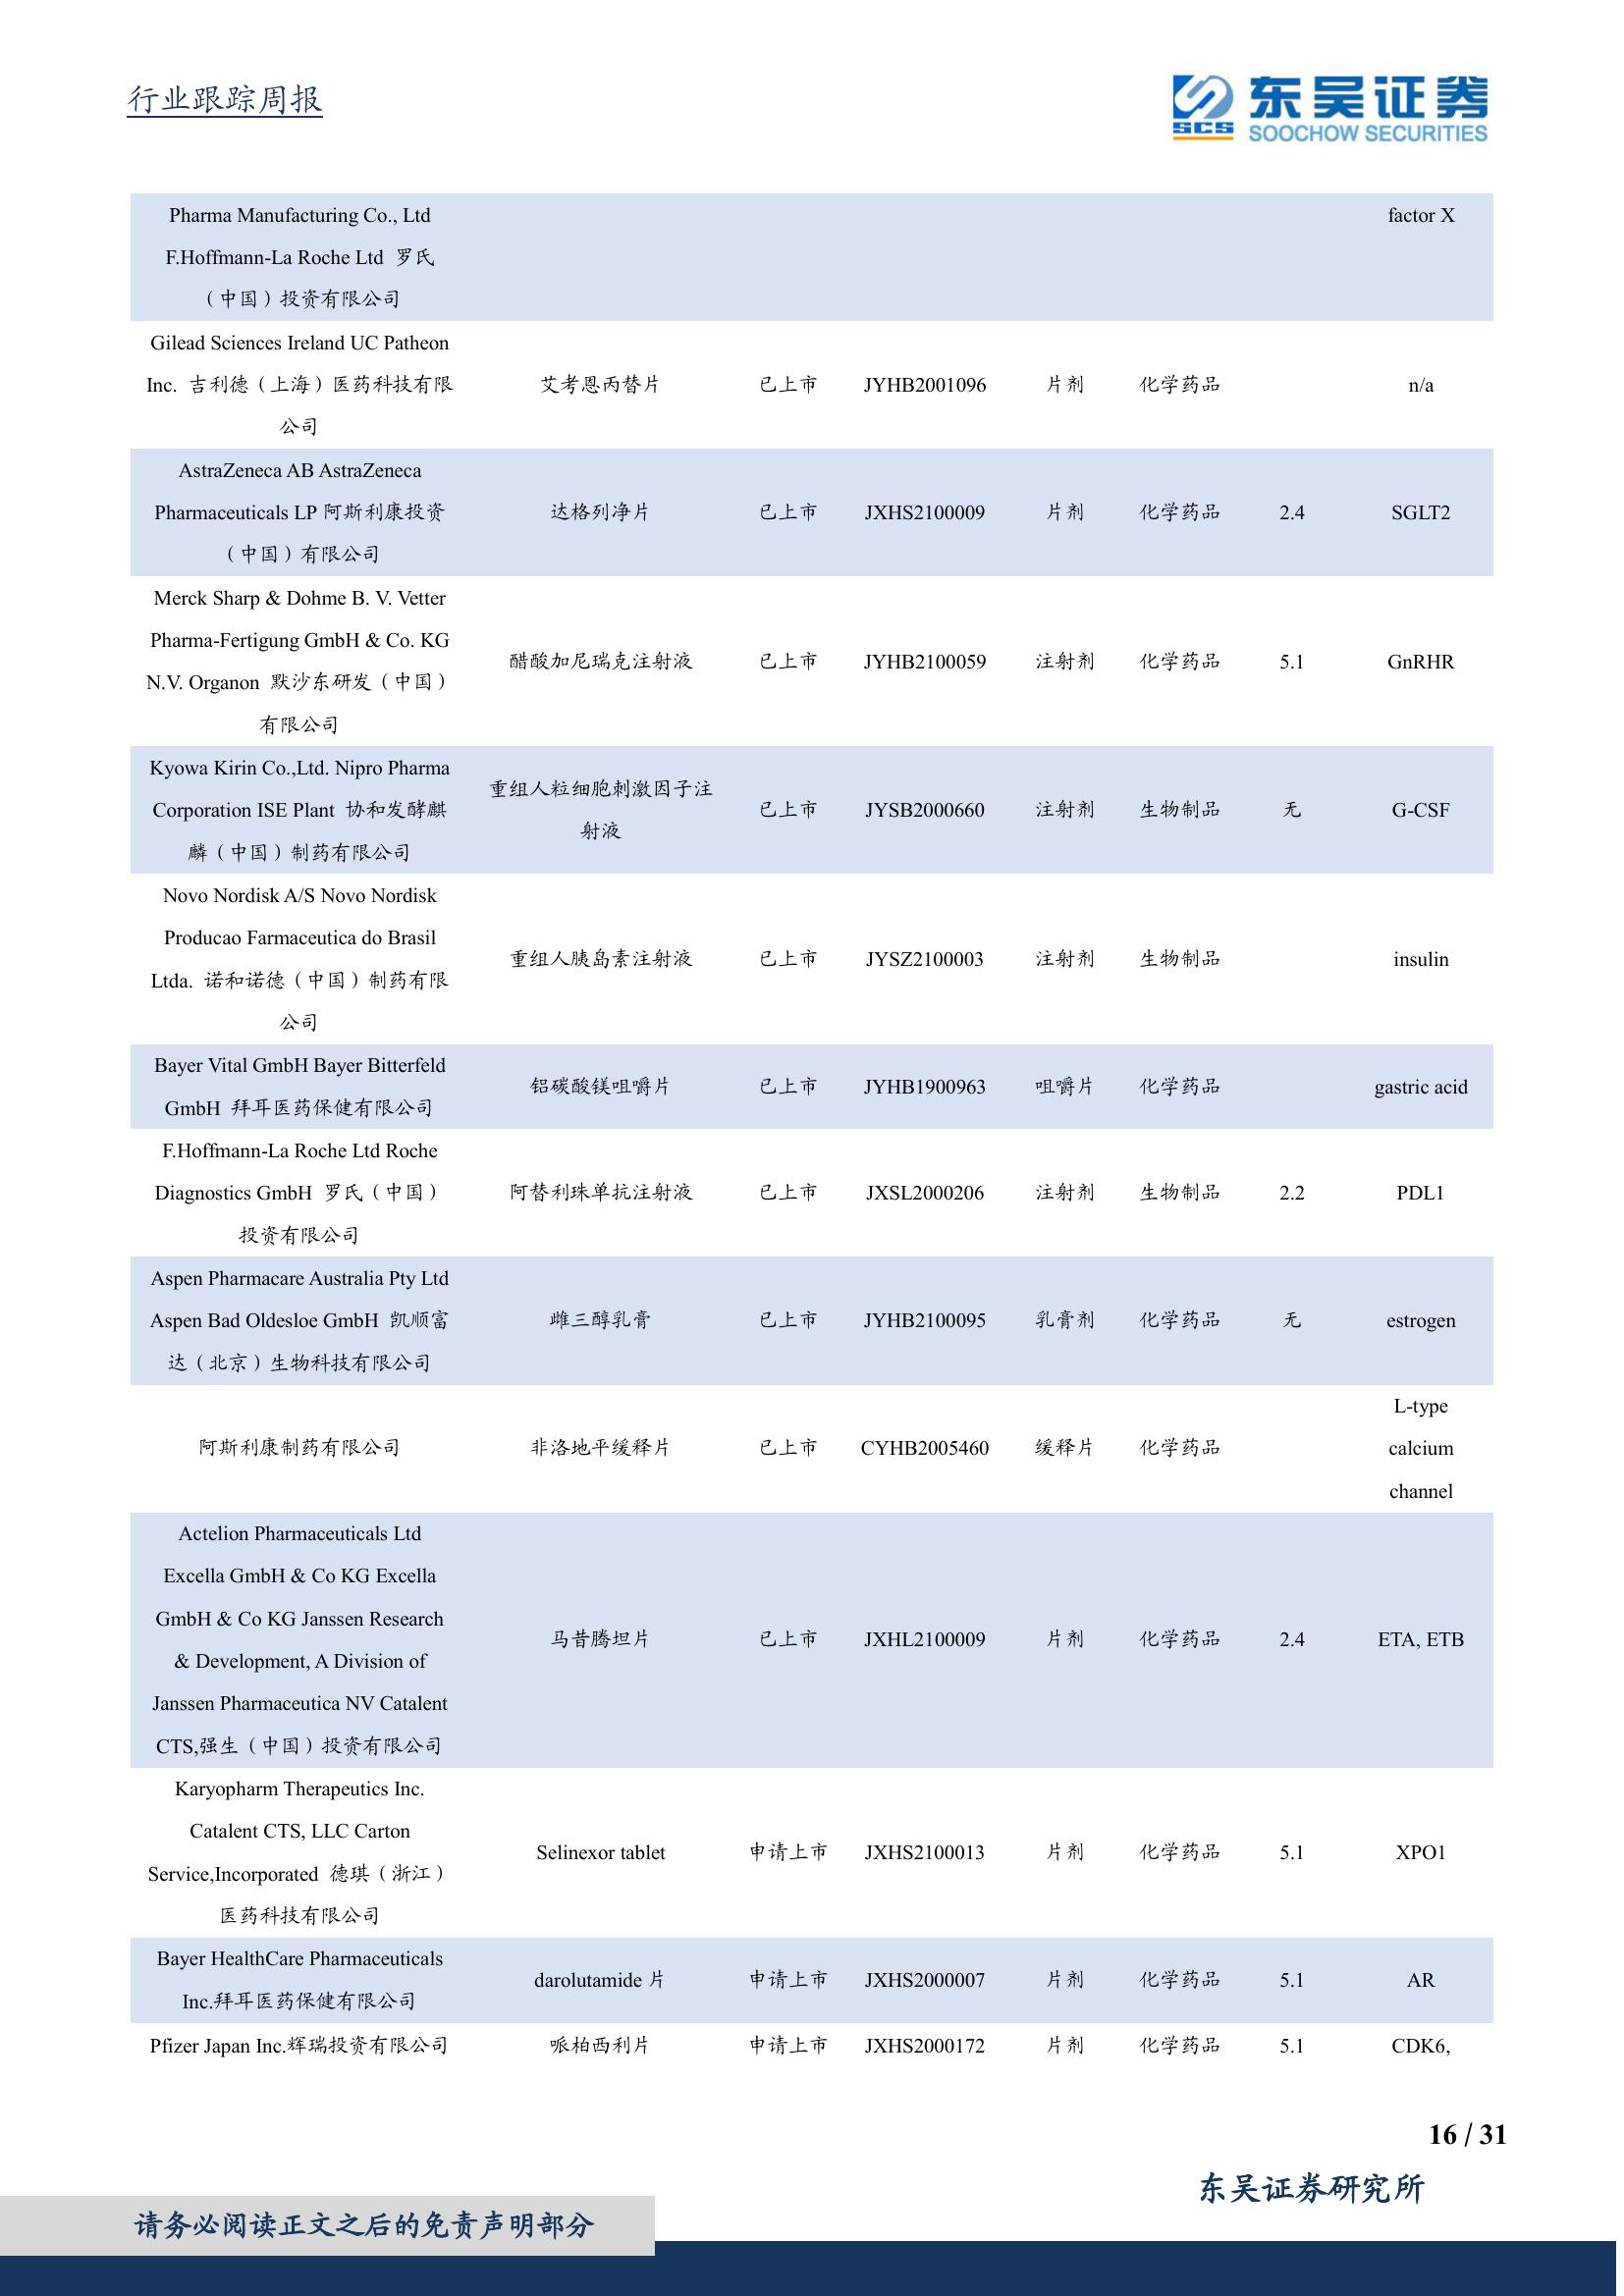 行业跟踪周报
SCS
东吴证券
SOOCHOW SECURITIES
Pharma Manufacturing Co., Ltd
F.Hoffmann-La Roche Ltd 罗氏
（中国）投资有限公司
factor X
Gilead Sciences Ireland UC Patheon
Inc. 吉利德（上海）医药科技有限
公司
艾考恩丙替片 已上市 JYHB2001096 片剂 化学药品 n/a
AstraZeneca AB AstraZeneca
Pharmaceuticals LP 阿斯利康投资
（中国）有限公司
达格列净片 已上市 JXHS2100009 片剂 化学药品 2.4 SGLT2
Merck Sharp & Dohme B. V. Vetter
Pharma-Fertigung GmbH & Co. KG
N.V. Organon 默沙东研发（中国）
有限公司
醋酸加尼瑞克注射液 已上市 JYHB2100059 注射剂 化学药品 5.1 GnRHR
Kyowa Kirin Co.,Ltd. Nipro Pharma
Corporation ISE Plant 协和发酵麒
麟（中国）制药有限公司
重组人粒细胞刺激因子注
射液
已上市 JYSB2000660 注射剂 生物制品 无 G-CSF
Novo Nordisk A/S Novo Nordisk
Producao Farmaceutica do Brasil
Ltda. 诺和诺德（中国）制药有限
公司
重组人胰岛素注射液 已上市 JYSZ2100003 注射剂 生物制品 insulin
Bayer Vital GmbH Bayer Bitterfeld
GmbH 拜耳医药保健有限公司
铝碳酸镁咀嚼片 已上市 JYHB1900963 咀嚼片 化学药品 gastric acid
F.Hoffmann-La Roche Ltd Roche
Diagnostics GmbH 罗氏（中国）
投资有限公司
阿替利珠单抗注射液 已上市 JXSL2000206 注射剂 生物制品 2.2 PDL1
Aspen Pharmacare Australia Pty Ltd
Aspen Bad Oldesloe GmbH 凯顺富
达（北京）生物科技有限公司
雌三醇乳膏 已上市 JYHB2100095 乳膏剂 化学药品 无 estrogen
阿斯利康制药有限公司 非洛地平缓释片 已上市 CYHB2005460 缓释片 化学药品
L-type
calcium
channel
Actelion Pharmaceuticals Ltd
Excella GmbH & Co KG Excella
GmbH & Co KG Janssen Research
& Development, A Division of
Janssen Pharmaceutica NV Catalent
CTS,强生（中国）投资有限公司
马昔腾坦片 已上市 JXHL2100009 片剂 化学药品 2.4 ETA, ETB
Karyopharm Therapeutics Inc.
Catalent CTS, LLC Carton
Service,Incorporated 德琪（浙江）
医药科技有限公司
Selinexor tablet 申请上市 JXHS2100013 片剂 化学药品 5.1 XPO1
Bayer HealthCare Pharmaceuticals
Inc.拜耳医药保健有限公司
darolutamide 片 申请上市 JXHS2000007 片剂 化学药品 5.1 AR
Pfizer Japan Inc.辉瑞投资有限公司 哌柏西利片 申请上市 JXHS2000172 片剂 化学药品 5.1 CDK6,
16 / 31
东吴证券研究所
请务必阅读正文之后的免责声明部分